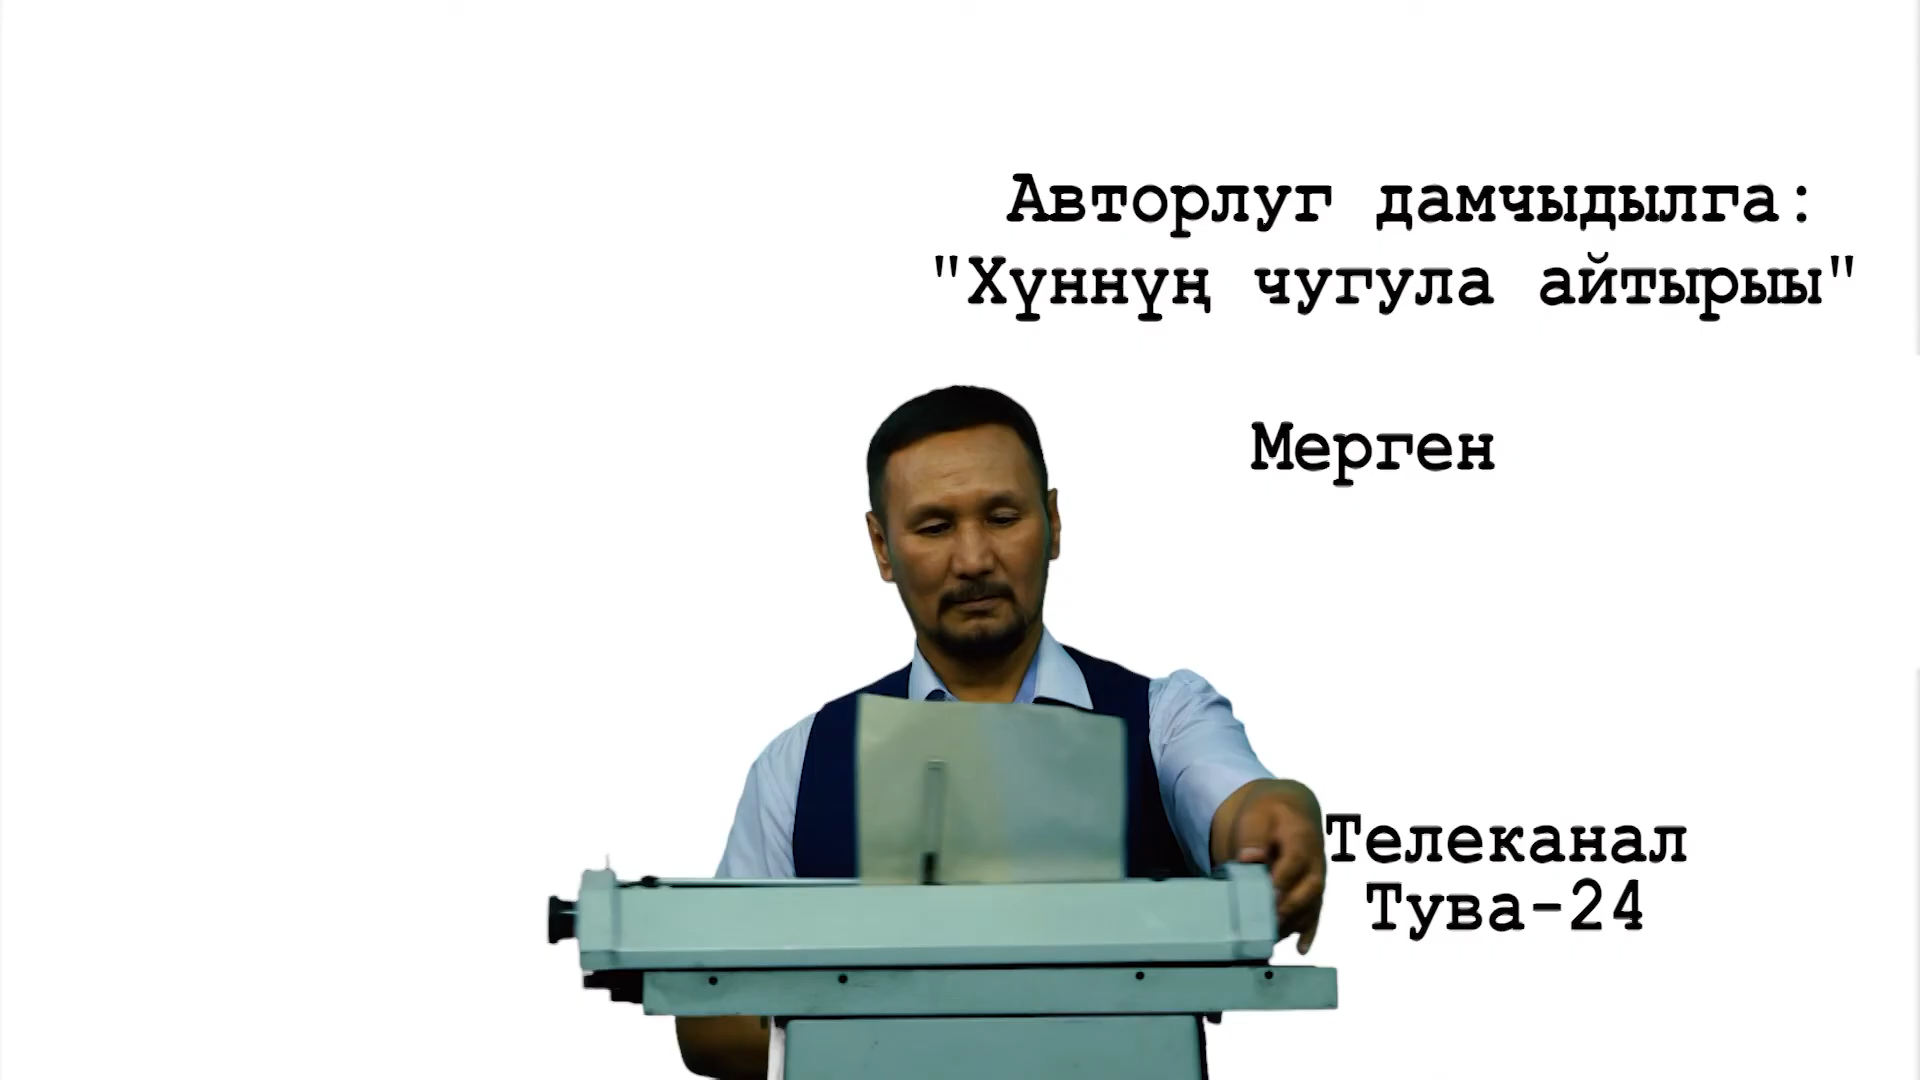 Авторлуг дамчыдылга:
"Хүннүң чугула айтырыы"
Мерген
Телеканал
Тува-24